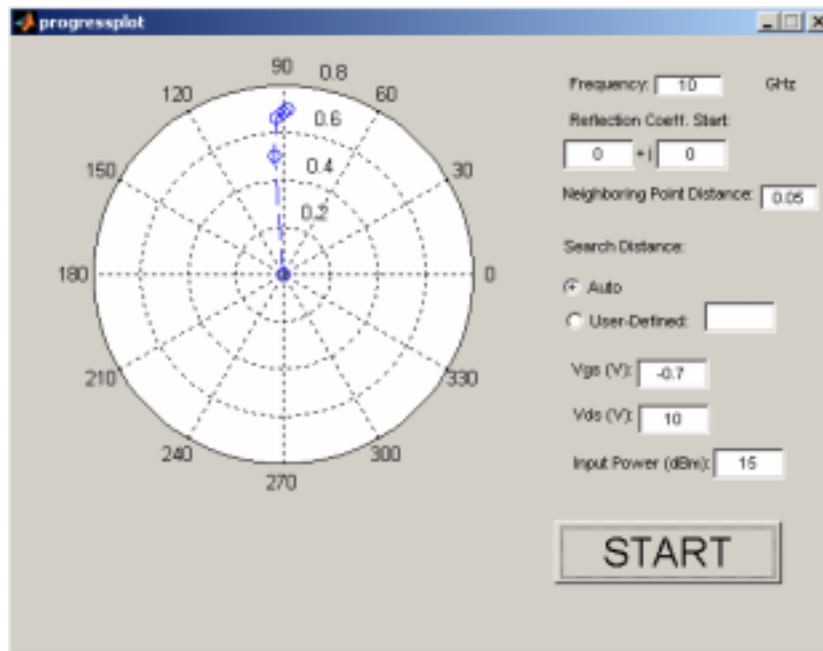 progressplot
90
0.8
120
60
0.6
150
0.4
30
0.2
180
0
210
330
240
300
270
Frequency: 10 GHz
Reflection Coeff. Start:
0 + j 0
Neighboring Point Distance: 0.05
Search Distance:
Auto
User-Defined:
Vgs (V): -0.7
Vds (V): 10
Input Power (dBm): 15
START